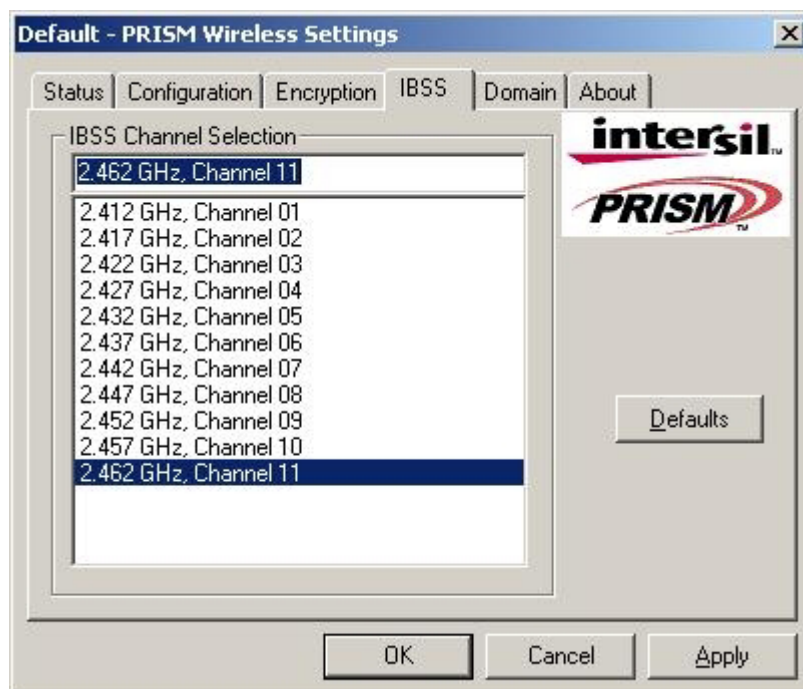 Default - PRISM Wireless Settings
Status Configuration Encryption IBSS Domain About
IBSS Channel Selection
2.462 GHz, Channel 11
2.412 GHz, Channel 01
2.417 GHz, Channel 02
2.422 GHz, Channel 03
2.427 GHz, Channel 04
2.432 GHz, Channel 05
2.437 GHz, Channel 06
2.442 GHz, Channel 07
2.447 GHz, Channel 08
2.452 GHz, Channel 09
2.457 GHz, Channel 10
2.462 GHz, Channel 11
intersil™
PRISM™
Defaults
OK Cancel Apply